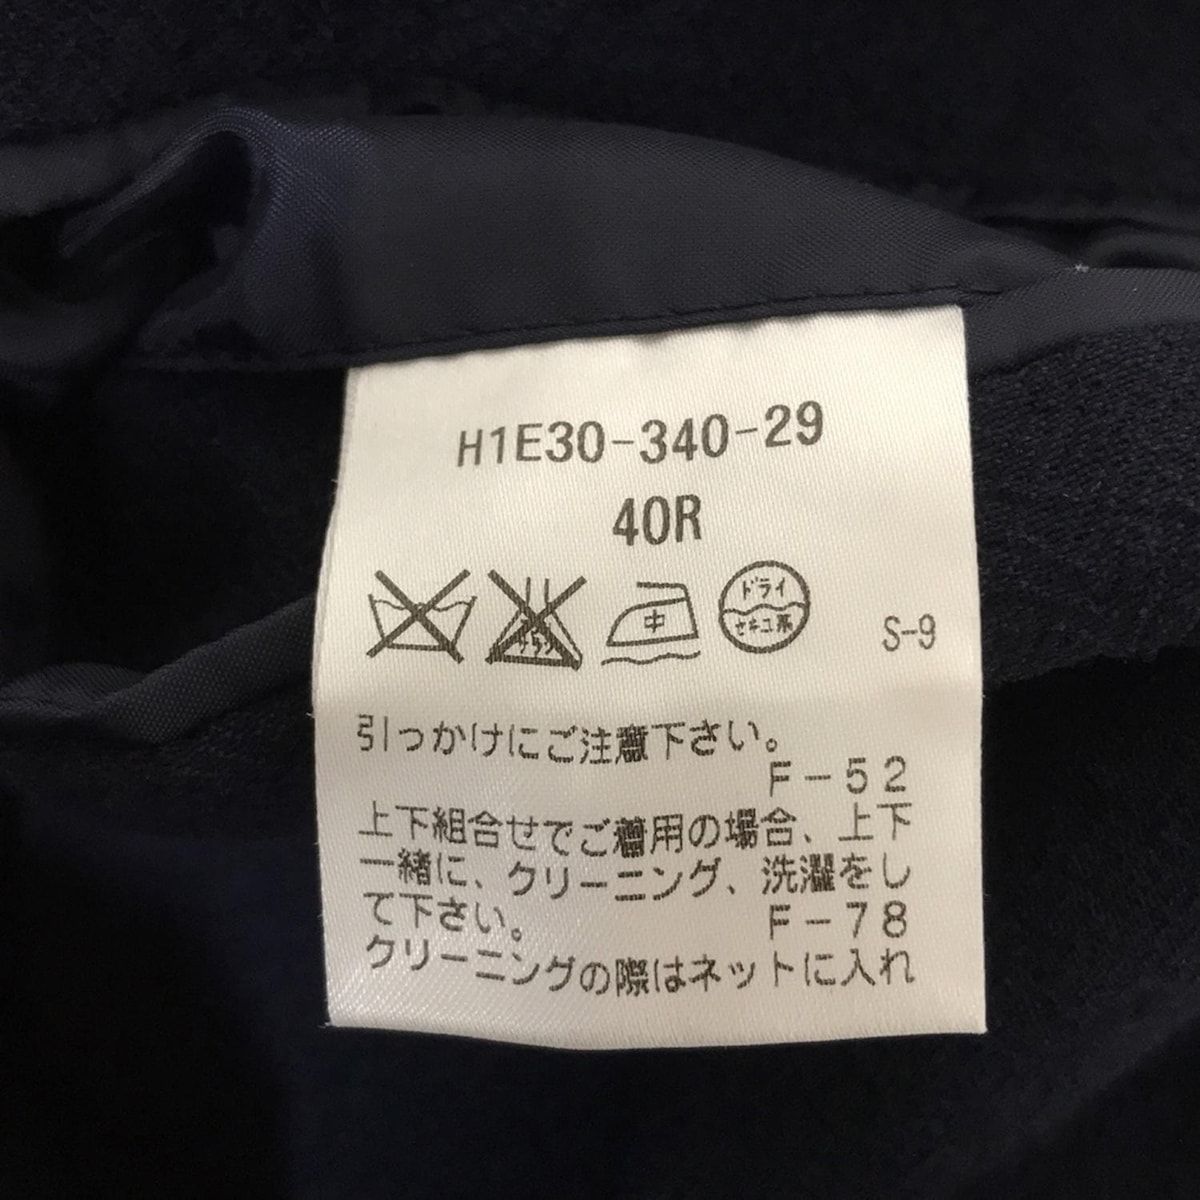 H1E30-340-29
40R
中
ドライ
セキユ系
S-9
引っかけにご注意下さい。
F-52
上下組合せでご着用の場合、上下
一緒に、クリーニング、洗濯をし
て下さい。 F-78
クリーニングの際はネットに入れ